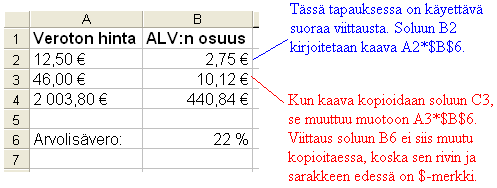 A B
1 Veroton hinta ALV:n osuus
2 12,50 € 2,75 €
3 46,00 € 10,12 €
4 2 003,80 € 440,84 €
5
6 Arvolisävero: 22 %
7
Tässä tapauksessa on käytettävä
suoraa viittausta. Soluun B2
kirjoitetaan kaava A2*$B$6.
Kun kaava kopioidaan soluun C3,
se muuttuu muotoon A3*$B$6.
Viittaus soluun B6 ei siis muutu
kopioitaessa, koska sen rivin ja
sarakkeen edessä on $-merkki.